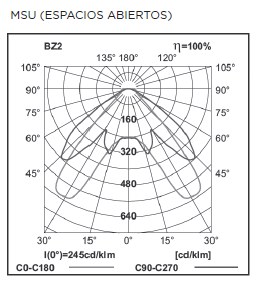 MSU (ESPACIOS ABIERTOS)
BZ2 η=100%
135° 180° 120°
105° 105°
90° 90°
75° 75°
60° 60°
45° 45°
160
320
480
640
30° 15° 0° 15° 30°
I(0°)=245cd/klm [cd/klm]
C0-C180 C90-C270